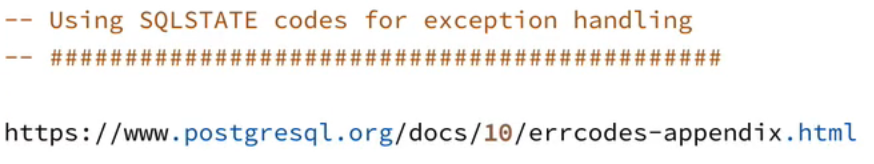 -- Using SQLSTATE codes for exception handling
-- #############################################
https://www.postgresql.org/docs/10/errcodes-appendix.html